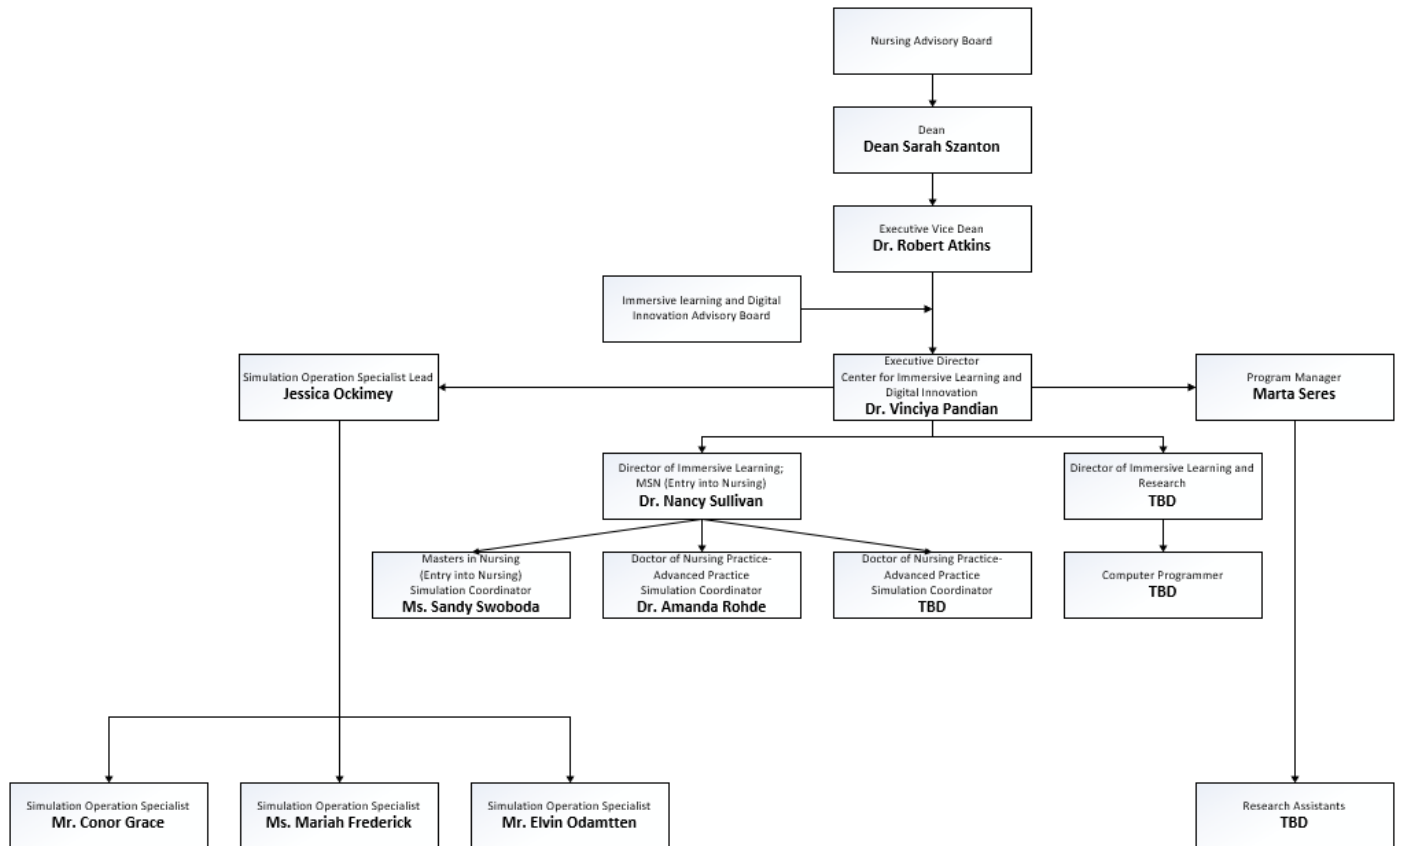 Nursing Advisory Board
Dean
Dean Sarah Szanton
Executive Vice Dean
Dr. Robert Atkins
Immersive learning and Digital
Innovation Advisory Board
Simulation Operation Specialist Lead
Jessica Ockimey
Executive Director
Center for Immersive Learning and
Digital Innovation
Dr. Vinciya Pandian
Program Manager
Marta Seres
Director of Immersive Learning;
MSN (Entry into Nursing)
Dr. Nancy Sullivan
Director of Immersive Learning and
Research
TBD
Masters in Nursing
(Entry into Nursing)
Simulation Coordinator
Ms. Sandy Swoboda
Doctor of Nursing Practice-
Advanced Practice
Simulation Coordinator
Dr. Amanda Rohde
Doctor of Nursing Practice-
Advanced Practice
Simulation Coordinator
TBD
Computer Programmer
TBD
Simulation Operation Specialist
Mr. Conor Grace
Simulation Operation Specialist
Ms. Mariah Frederick
Simulation Operation Specialist
Mr. Elvin Odamtten
Research Assistants
TBD